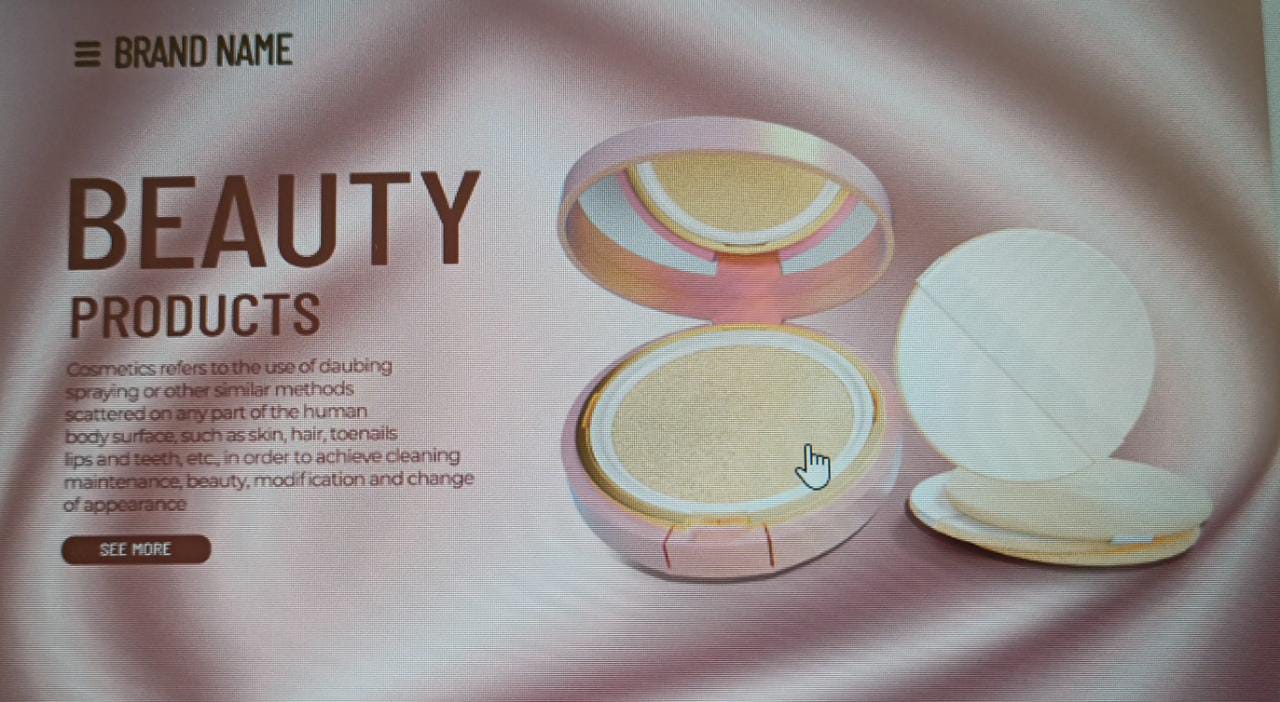 BRAND NAME
BEAUTY
PRODUCTS
Cosmetics refers to the use of daubing
spraying or other similar methods
scattered on any part of the human
body surface, such as skin, hair, toenails
lips and teeth, etc., in order to achieve cleaning
maintenance, beauty, modification and change
of appearance
SEE MORE